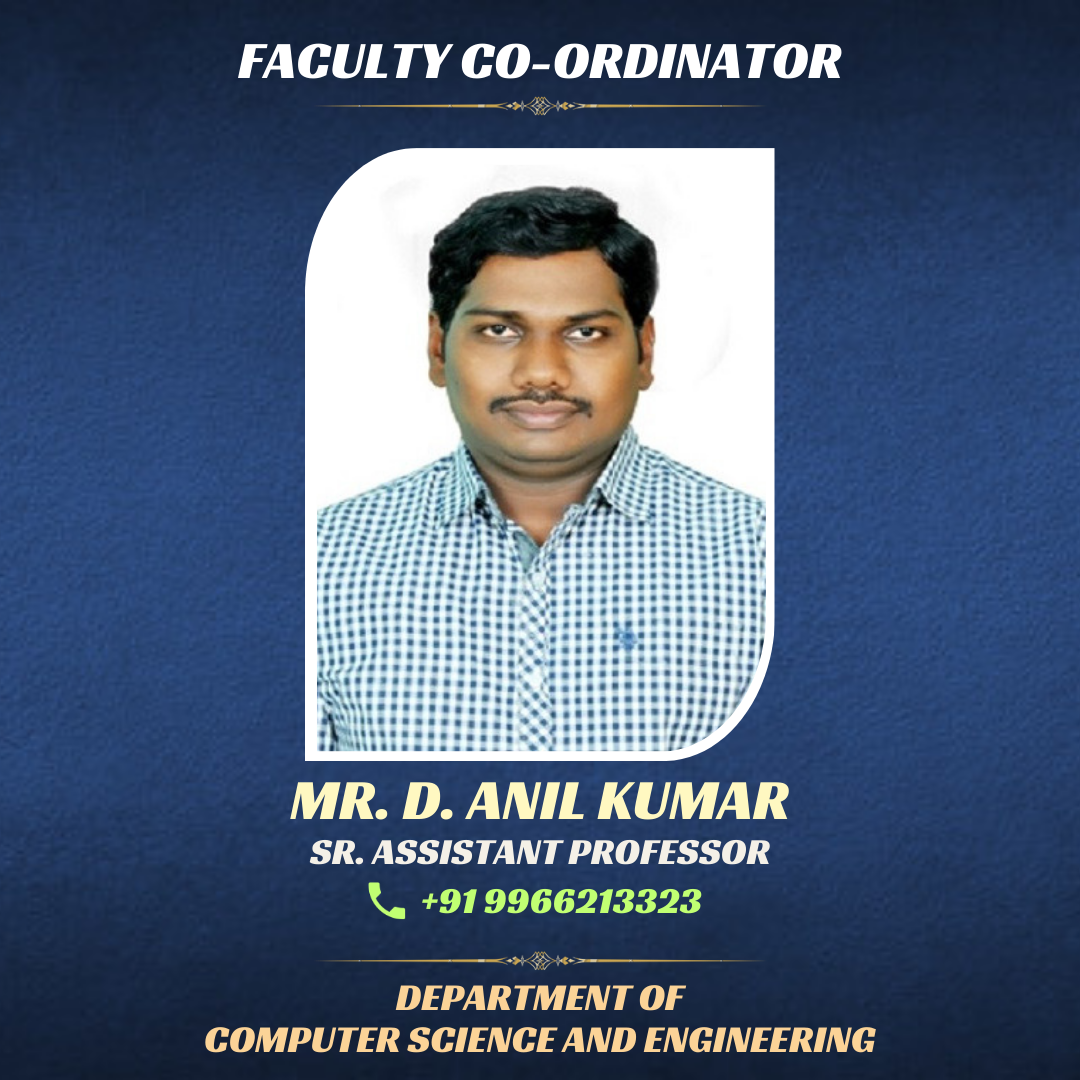 FACULTY CO-ORDINATOR
MR. D. ANIL KUMAR
SR. ASSISTANT PROFESSOR
+91 9966213323
DEPARTMENT OF
COMPUTER SCIENCE AND ENGINEERING